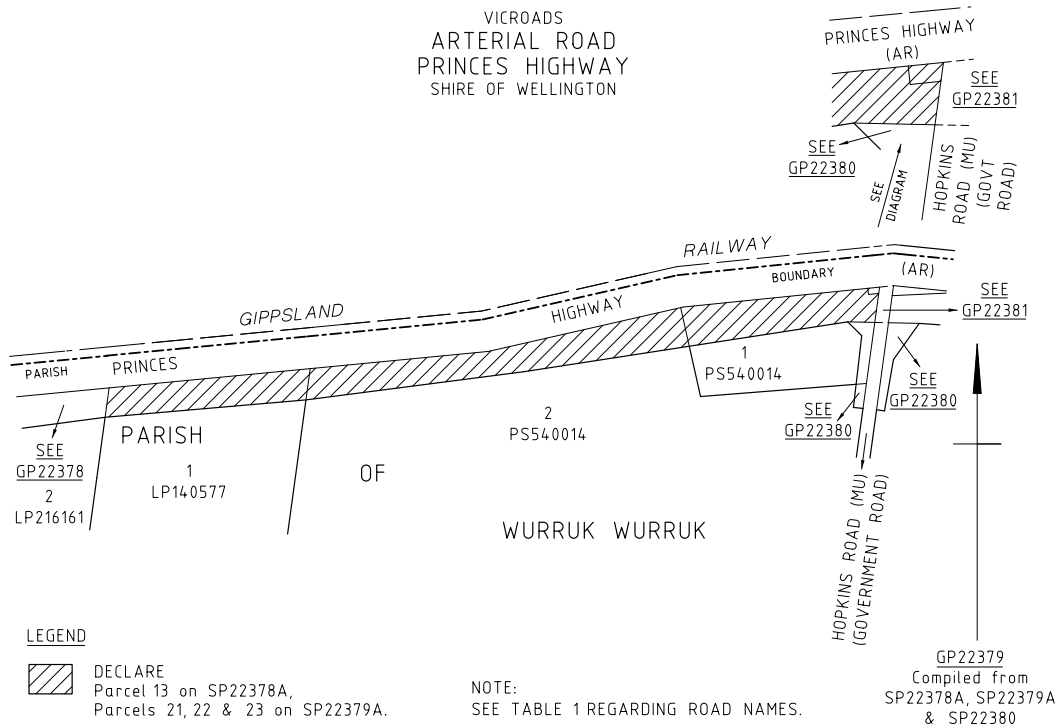 VICROADS
ARTERIAL ROAD
PRINCES HIGHWAY
SHIRE OF WELLINGTON
PRINCES HIGHWAY
(AR)
SEE
GP22381
SEE
GP22380
SEE
DIAGRAM
HOPKINS
ROAD (MU)
(GOVT
ROAD)
GIPPSLAND
RAILWAY
PARISH
PRINCES
HIGHWAY
BOUNDARY
(AR)
SEE
GP22381
1
PS540014
SEE
GP22380
SEE
GP22380
2
PS540014
PARISH
OF
WURRUK WURRUK
SEE
GP22378
2
LP216161
1
LP140577
HOPKINS ROAD (MU)
(GOVERNMENT ROAD)
LEGEND
DECLARE
Parcel 13 on SP22378A,
Parcels 21, 22 & 23 on SP22379A.
NOTE:
SEE TABLE 1 REGARDING ROAD NAMES.
GP22379
Compiled from
SP22378A, SP22379A
& SP22380